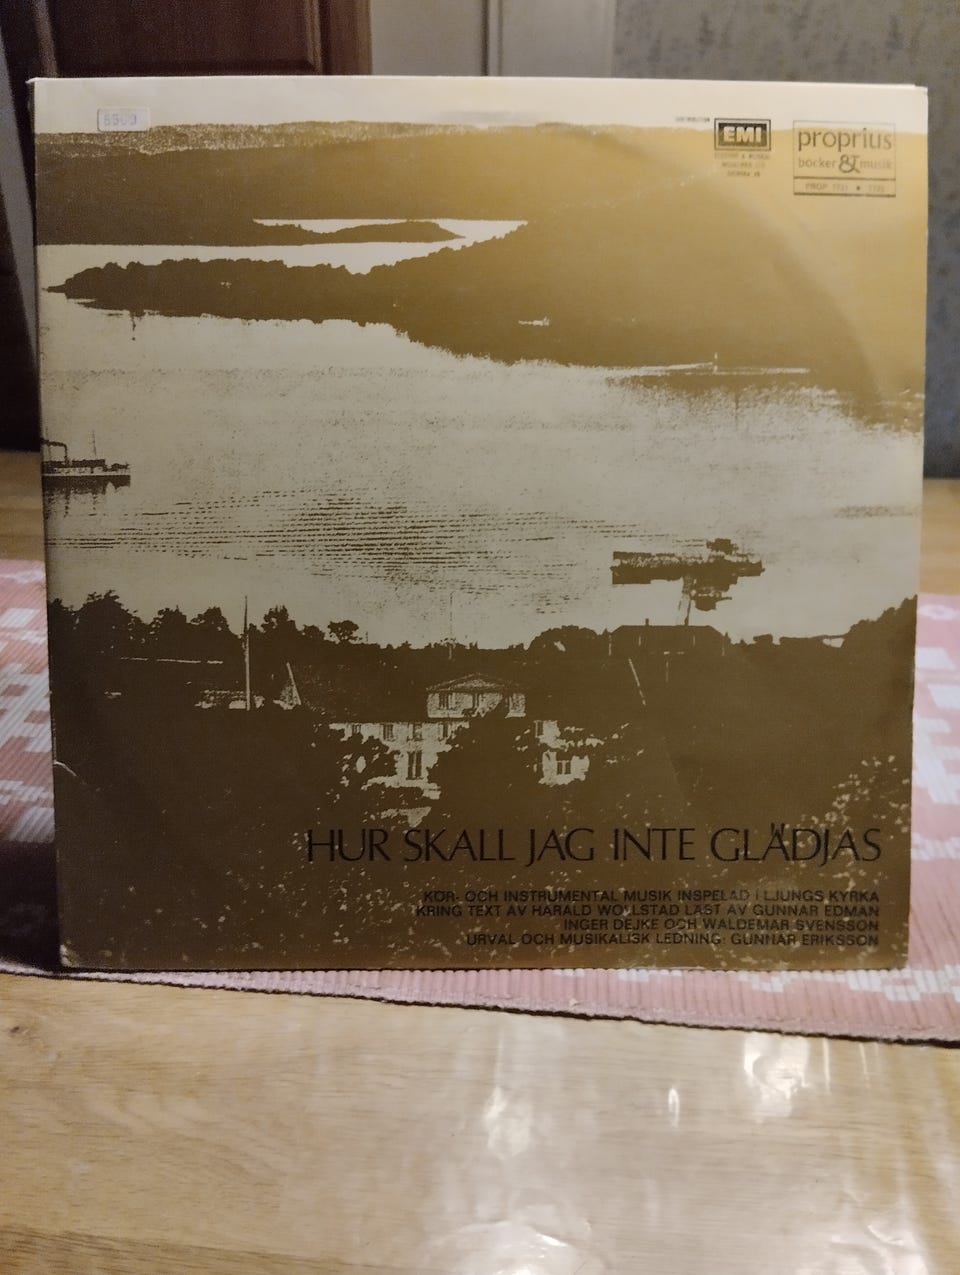 DISTRIBUTION
EMI
proprius
böcker & musik
HUR SKALL JAG INTE GLÄDJAS
KÖR- OCH INSTRUMENTAL MUSIK INSPELAD I LJUNGS KYRKA
KRING TEXT AV HARALD WOLLSTAD LÄST AV GUNNAR EDMAN
INGER DEJKE OCH WALDEMAR SVENSSON
URVAL OCH MUSIKALISK LEDNING: GUNNAR ERIKSSON